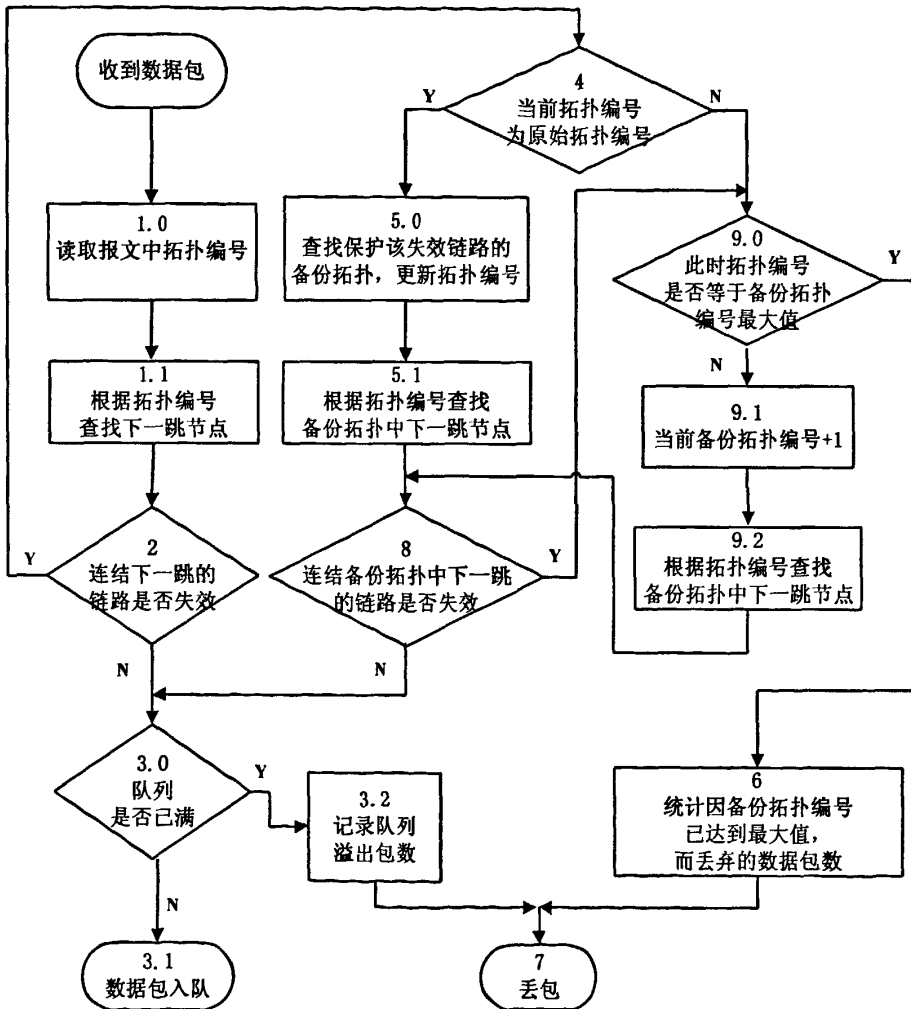 收到数据包
1.0
读取报文中拓扑编号
1.1
根据拓扑编号
查找下一跳节点
Y
2
连结下一跳的
链路是否失效
N
3.0
队列
是否已满
Y
N
3.1
数据包入队
3.2
记录队列
溢出包数
4
当前拓扑编号
为原始拓扑编号
Y
N
5.0
查找保护该失效链路的
备份拓扑，更新拓扑编号
5.1
根据拓扑编号查找
备份拓扑中下一跳节点
8
连结备份拓扑中下一跳
的链路是否失效
Y
N
9.0
此时拓扑编号
是否等于备份拓扑
编号最大值
Y
N
9.1
当前备份拓扑编号+1
9.2
根据拓扑编号查找
备份拓扑中下一跳节点
6
统计因备份拓扑编号
已达到最大值，
而丢弃的数据包数
7
丢包